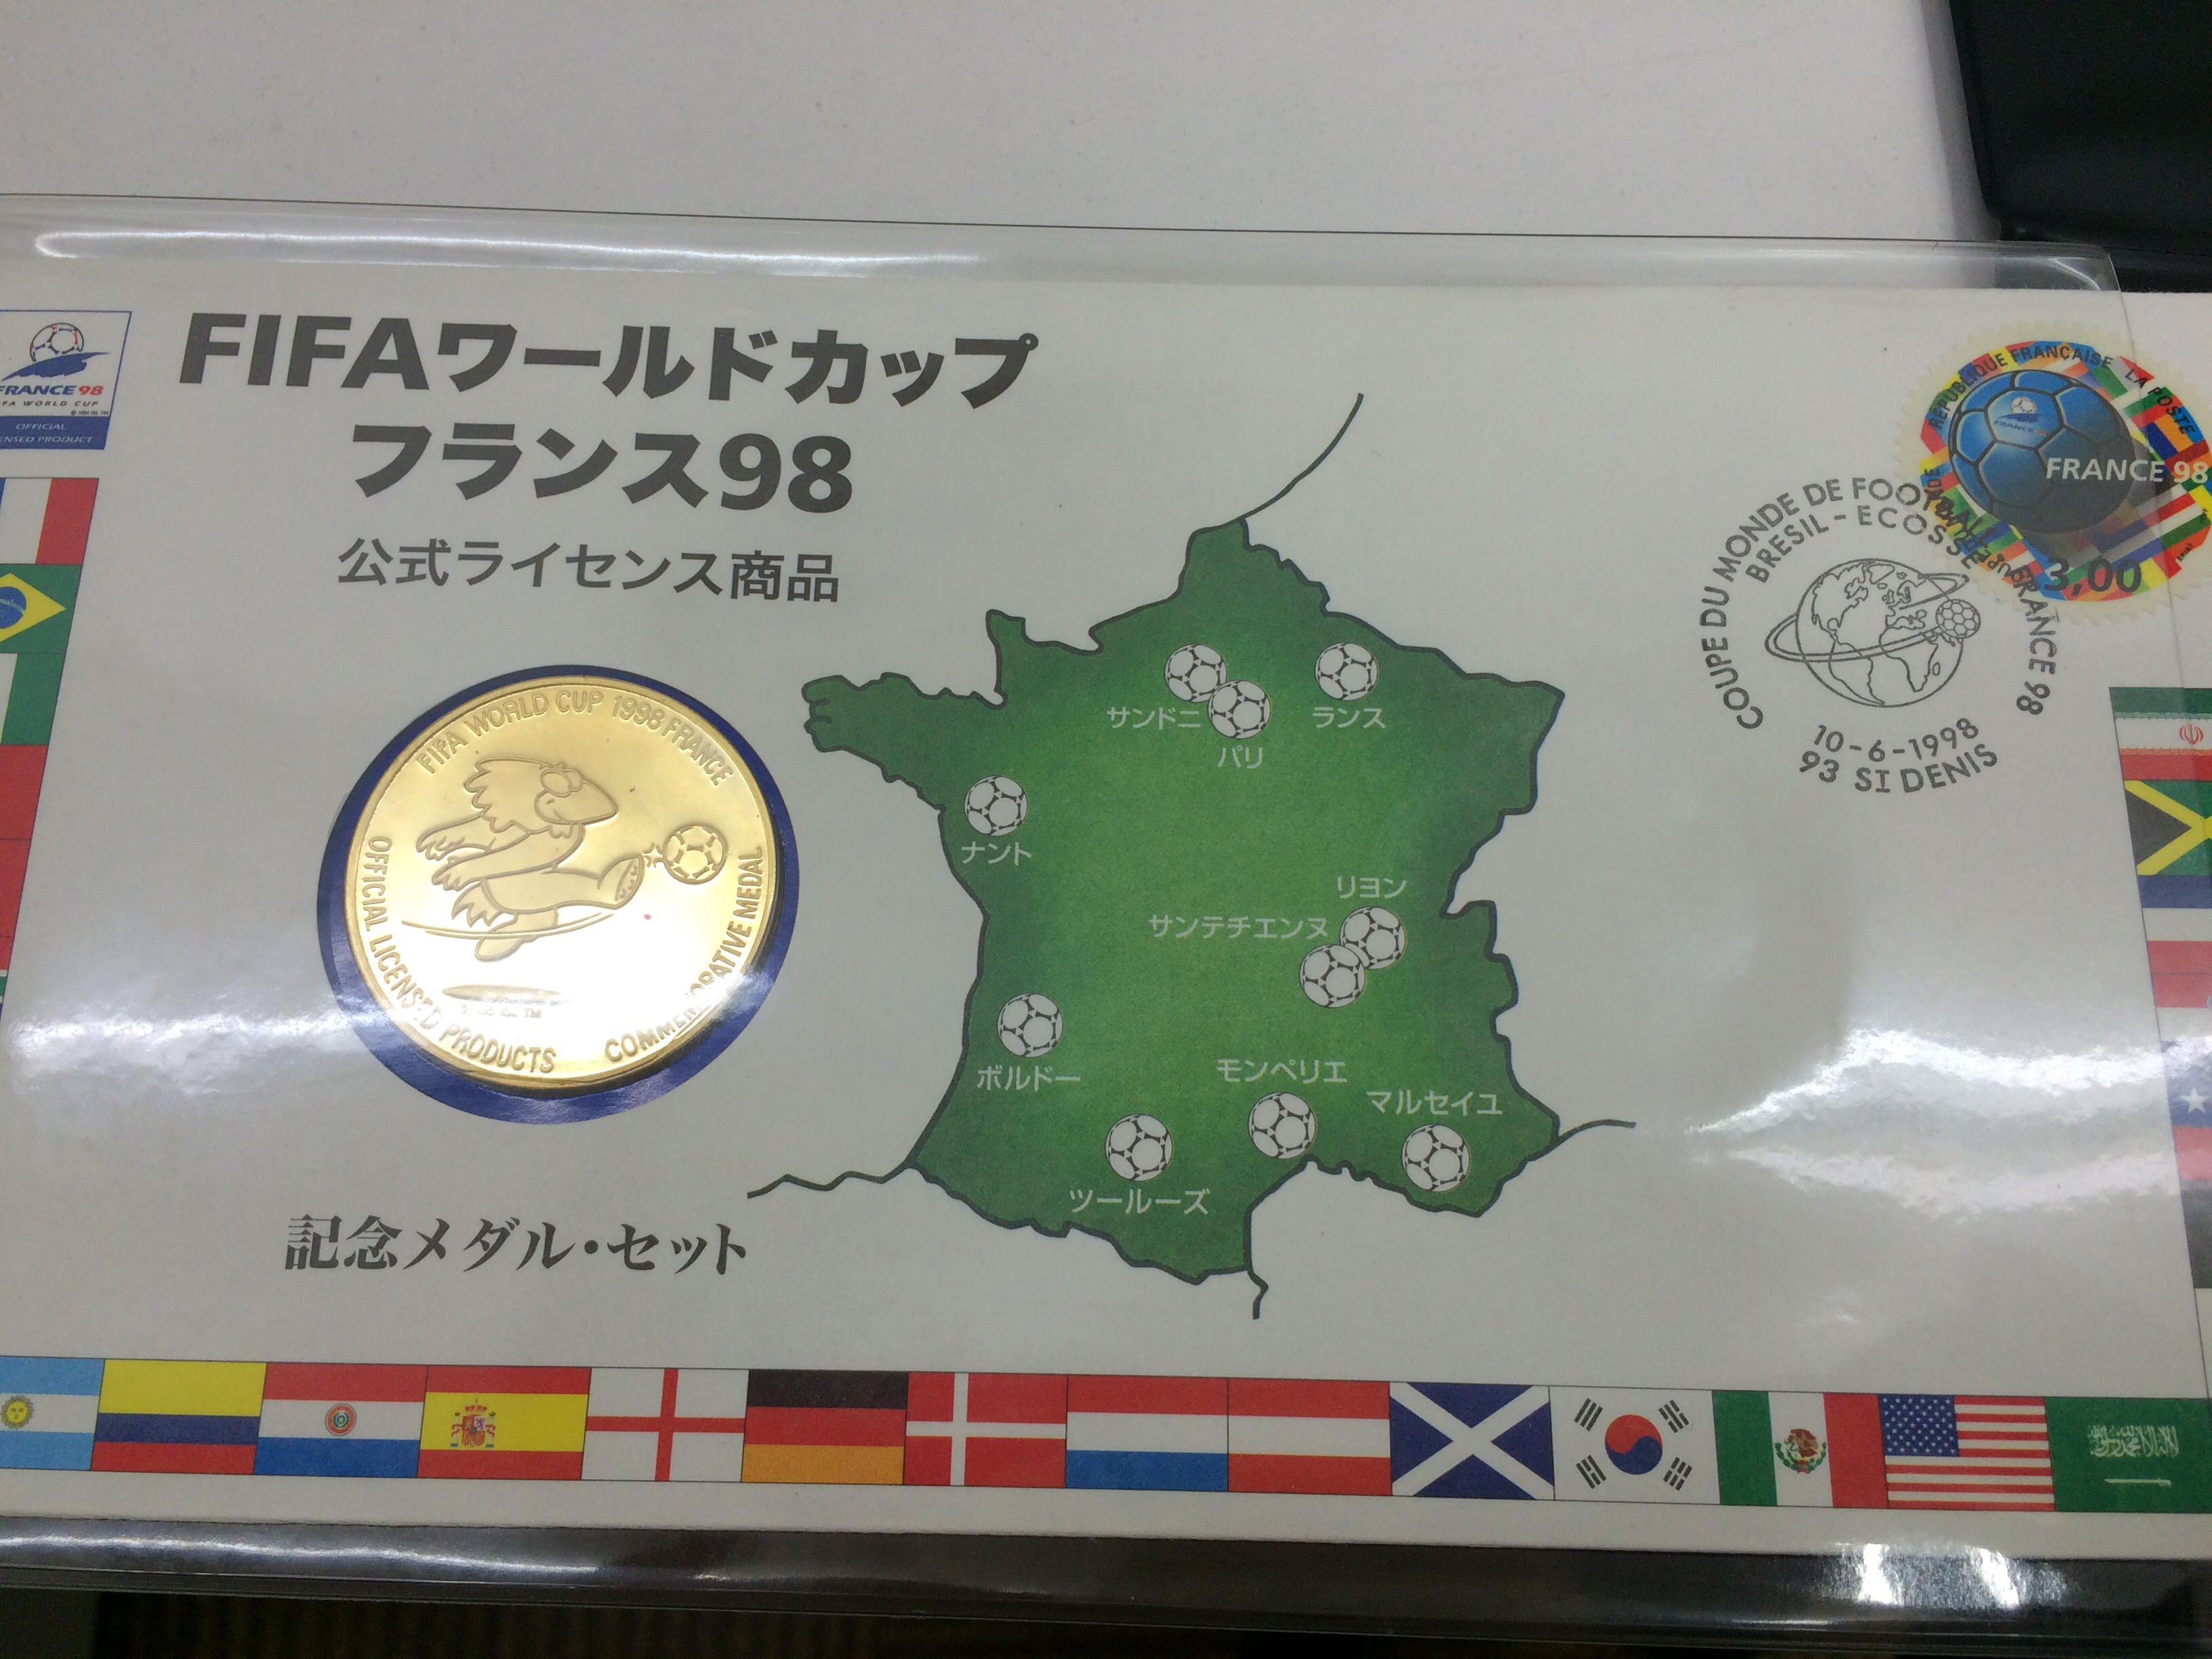 FRANCE 98
WORLD CUP
OFFICIAL
PRODUCT
FIFAワールドカップ
フランス98
公式ライセンス商品
FIFA WORLD CUP 1998 FRANCE
OFFICIAL LICENSED PRODUCTS
COMMEMORATIVE MEDAL
記念メダル・セット
サンドニ
パリ
ランス
ナント
リヨン
サンテチエンヌ
ボルドー
モンペリエ
マルセイユ
ツールーズ
RÉPUBLIQUE FRANÇAISE LA POSTE
FRANCE 98
3,00
COUPE DU MONDE DE FOOTBALL FRANCE 98
BRESIL - ECOSSE
10-6-1998
93 ST DENIS